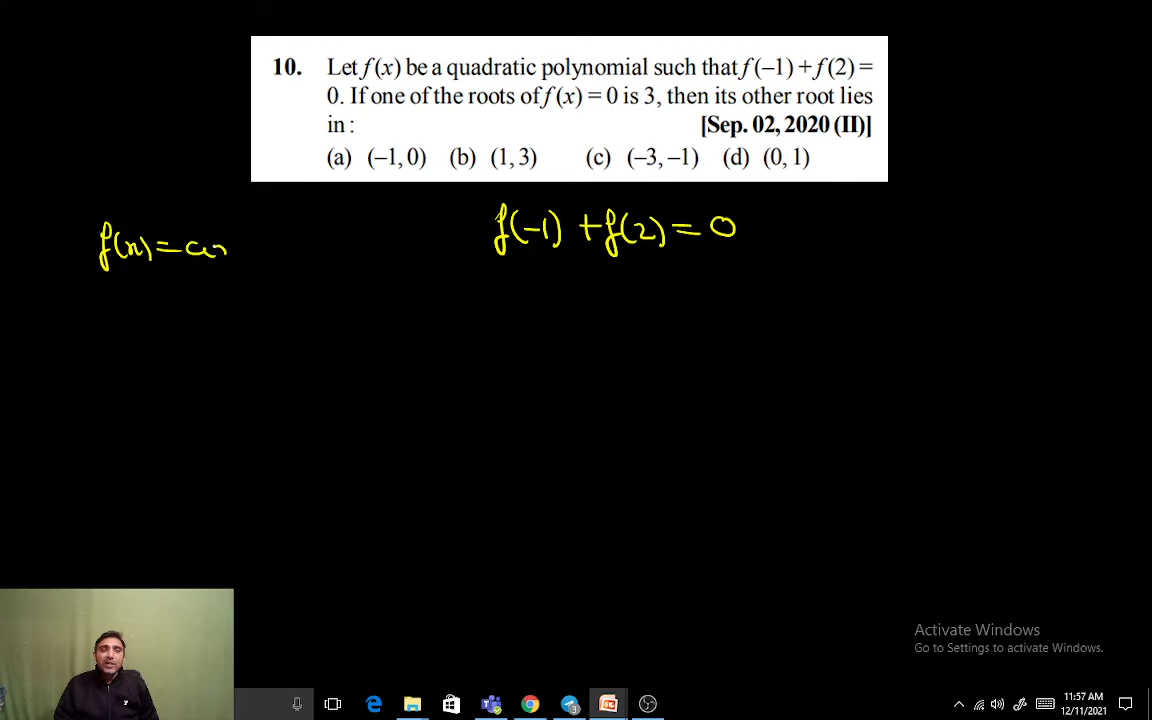 10. Let f(x) be a quadratic polynomial such that f(–1) + f(2) =
0. If one of the roots of f(x) = 0 is 3, then its other root lies
in : [Sep. 02, 2020 (II)]
(a) (–1, 0) (b) (1, 3) (c) (–3, –1) (d) (0, 1)
f(-1) + f(2) = 0
f(x) = ax
Activate Windows
Go to Settings to activate Windows.
11:57 AM
12/11/2021